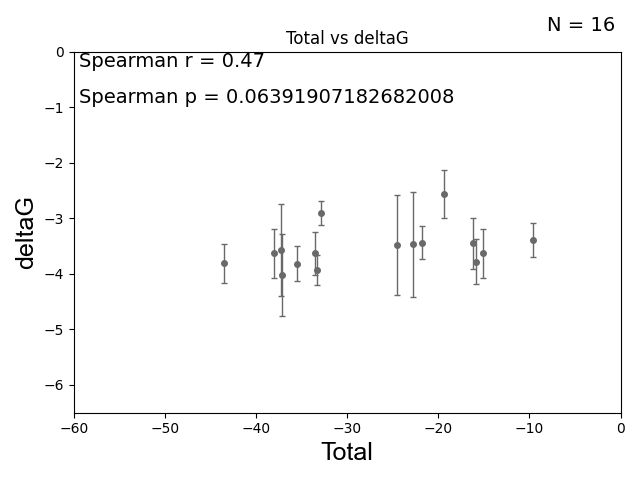 N = 16
Total vs deltaG
Spearman r = 0.47
Spearman p = 0.06391907182682008
0
−1
−2
−3
−4
−5
−6
deltaG
−60 −50 −40 −30 −20 −10 0
Total